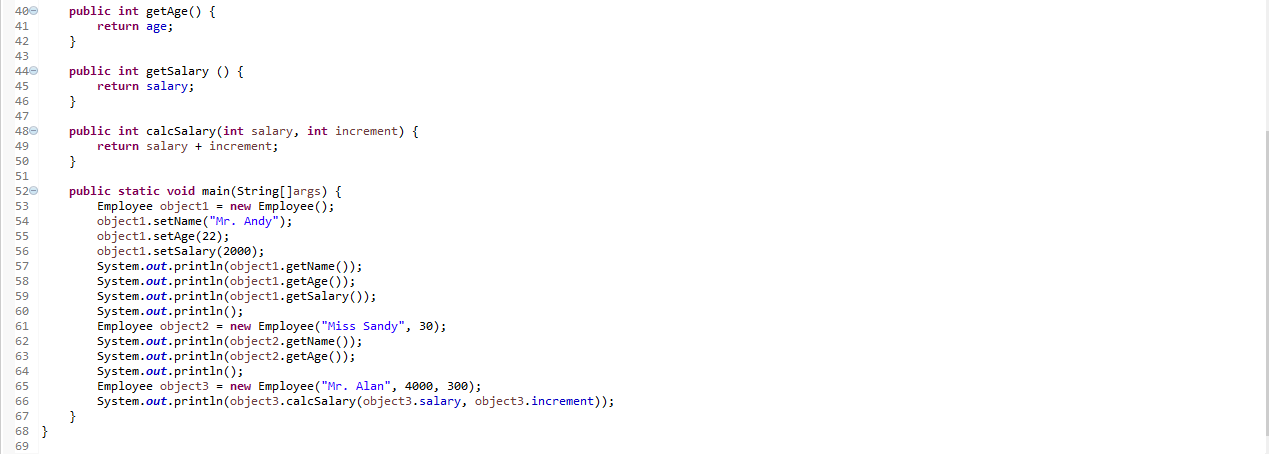 40 public int getAge() {
41 return age;
42 }
43
44 public int getSalary () {
45 return salary;
46 }
47
48 public int calcSalary(int salary, int increment) {
49 return salary + increment;
50 }
51
52 public static void main(String[]args) {
53 Employee object1 = new Employee();
54 object1.setName("Mr. Andy");
55 object1.setAge(22);
56 object1.setSalary(2000);
57 System.out.println(object1.getName());
58 System.out.println(object1.getAge());
59 System.out.println(object1.getSalary());
60 System.out.println();
61 Employee object2 = new Employee("Miss Sandy", 30);
62 System.out.println(object2.getName());
63 System.out.println(object2.getAge());
64 System.out.println();
65 Employee object3 = new Employee("Mr. Alan", 4000, 300);
66 System.out.println(object3.calcSalary(object3.salary, object3.increment));
67 }
68 }
69